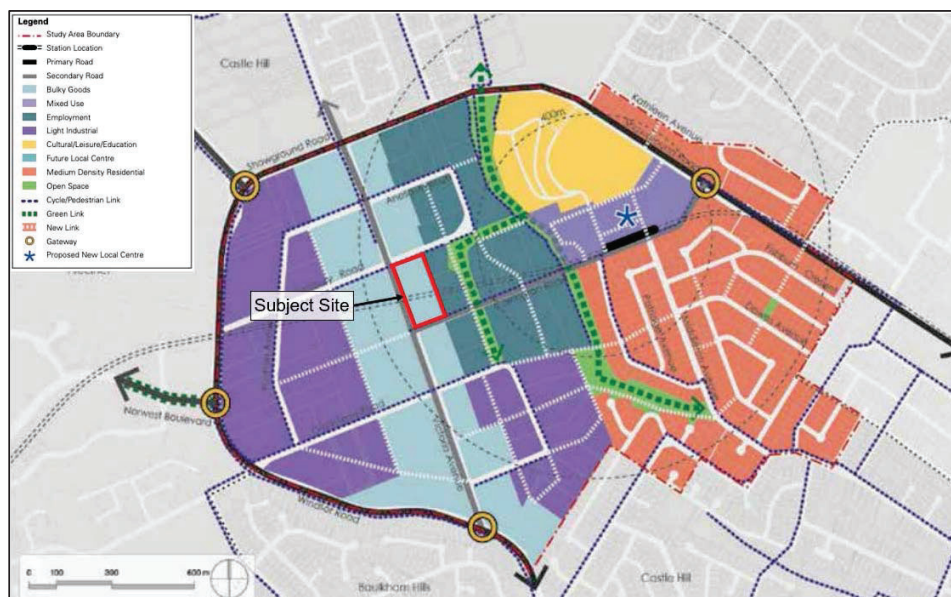 Legend
Study Area Boundary
Station Location
Primary Road
Secondary Road
Bulky Goods
Mixed Use
Employment
Light Industrial
Cultural/Leisure/Education
Future Local Centre
Medium Density Residential
Open Space
Cycle/Pedestrian Link
Green Link
New Link
Gateway
Proposed New Local Centre
Castle Hill
Kathleen Avenue
400m
Showground Road
Road
Subject Site
Norwest Boulevard
Victoria Avenue
Windsor Road
0 100 300 600 m
Baulkham Hills
Castle Hill